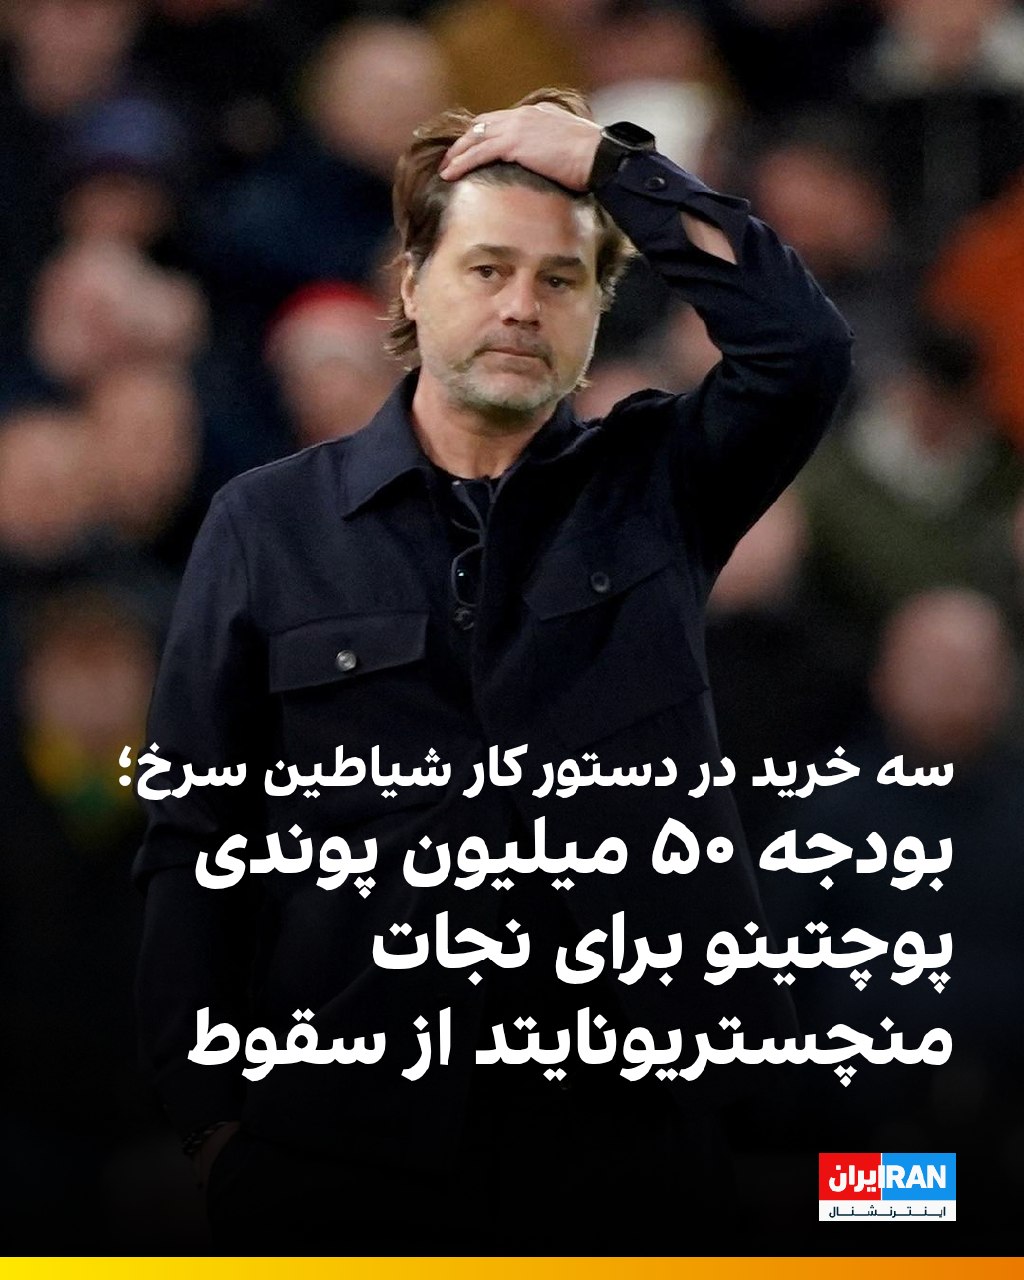 سه خرید در دستور کار شیاطین سرخ؛
بودجه ۵۰ میلیون پوندی
پوچتینو برای نجات
منچستریونایتد از سقوط
ایران IRAN
اینترنشنال